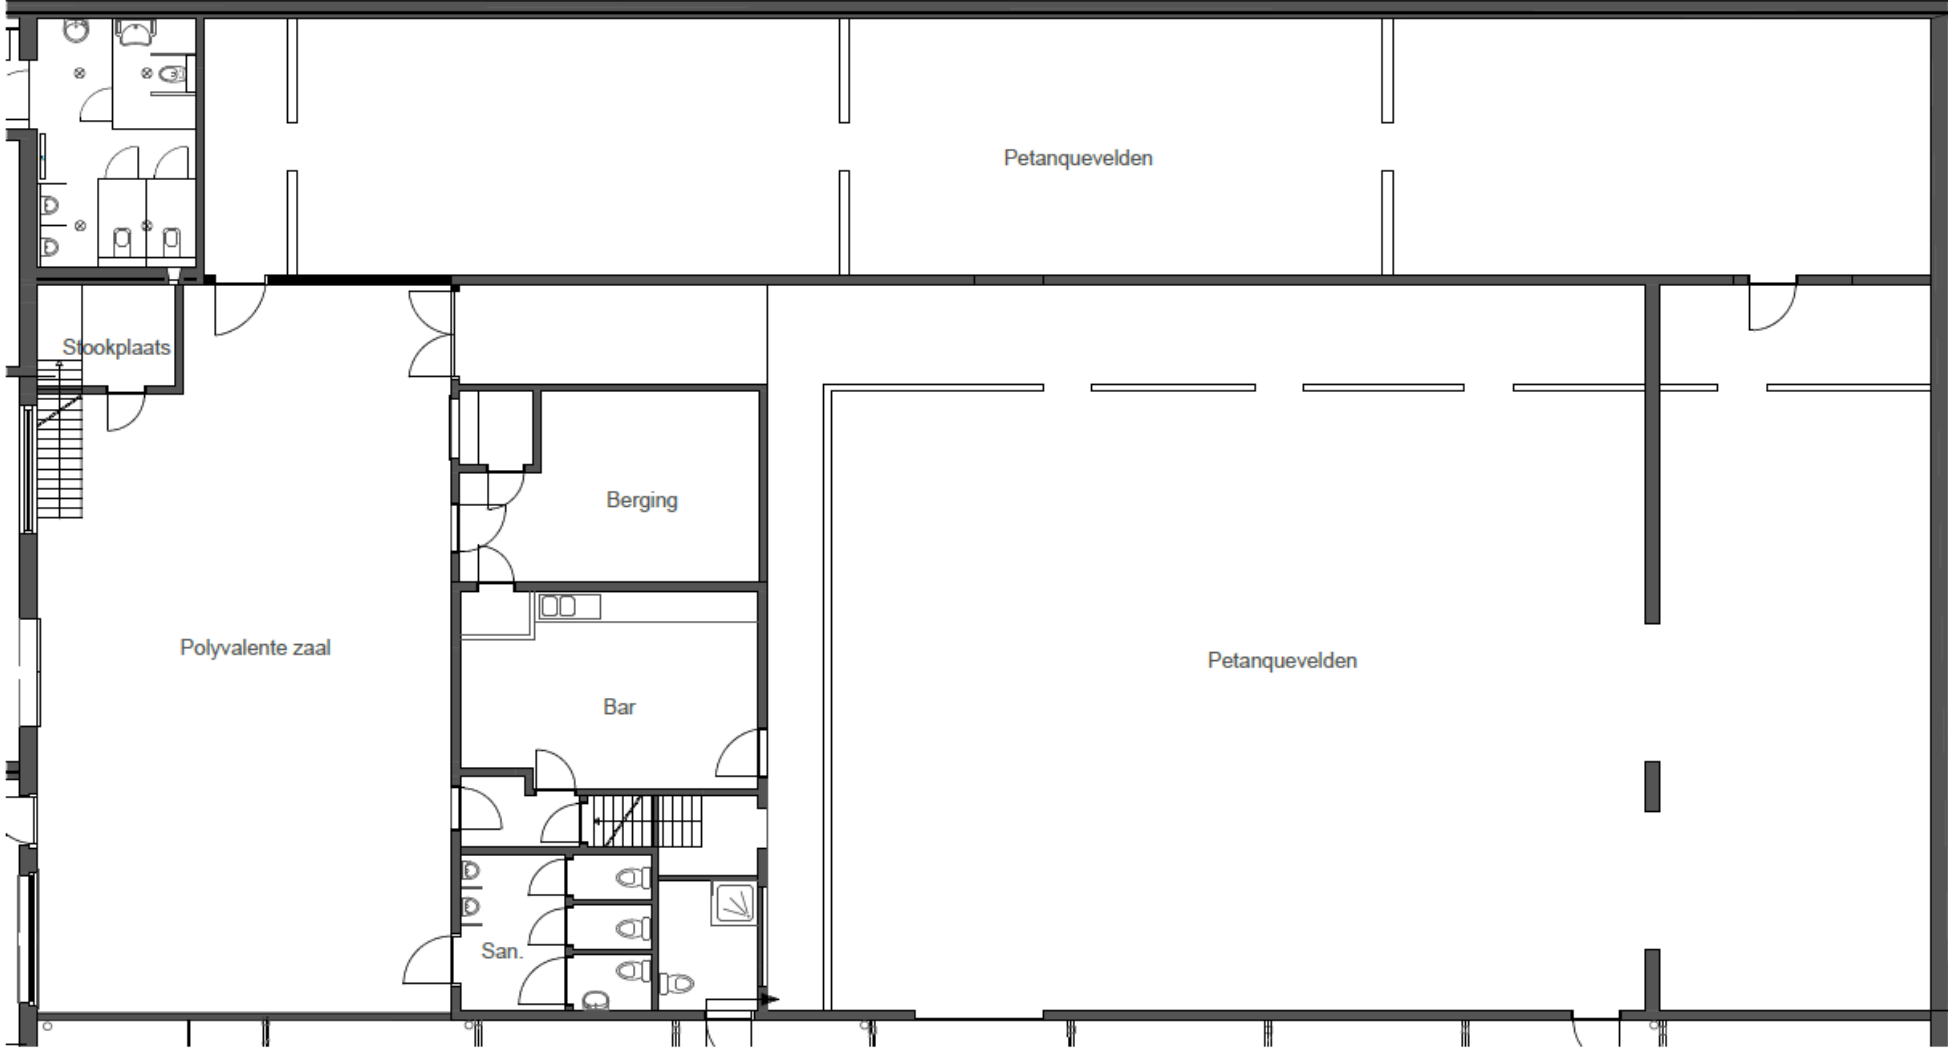 Petanquevelden
Stookplaats
Berging
Polyvalente zaal
Petanquevelden
Bar
San.